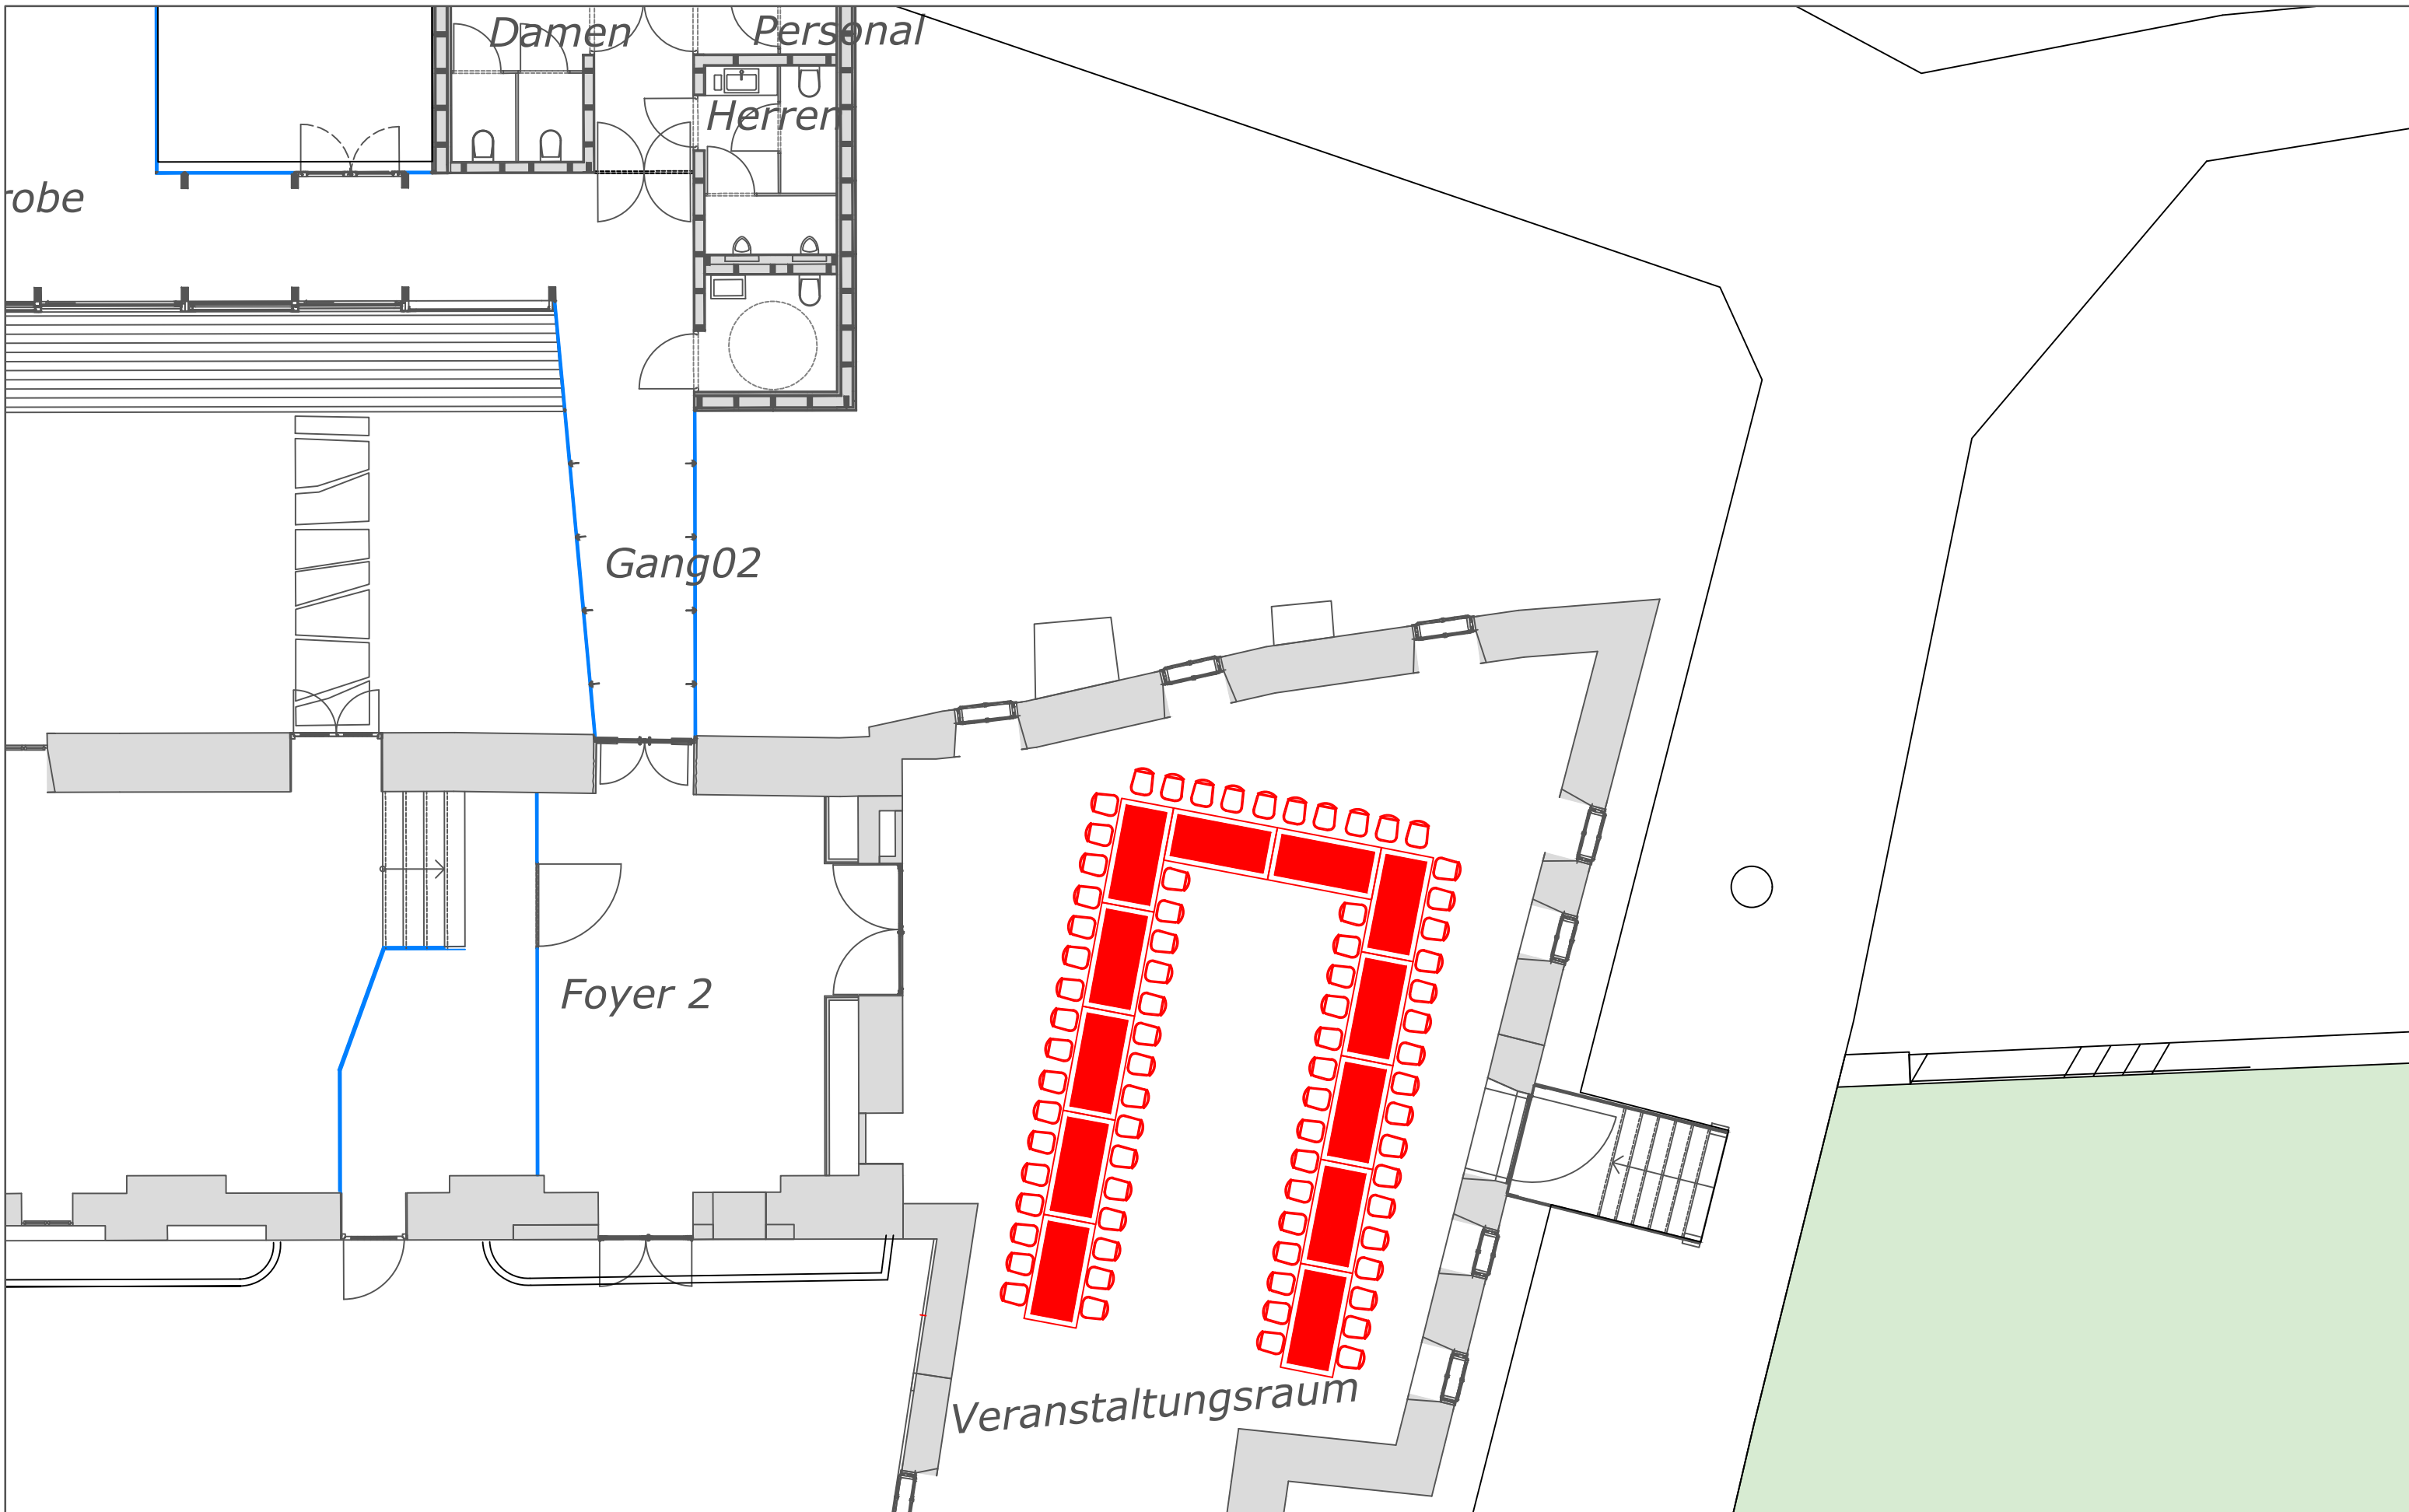 Damen
Personal
Herren
robe
Gang02
Foyer 2
Veranstaltungsraum